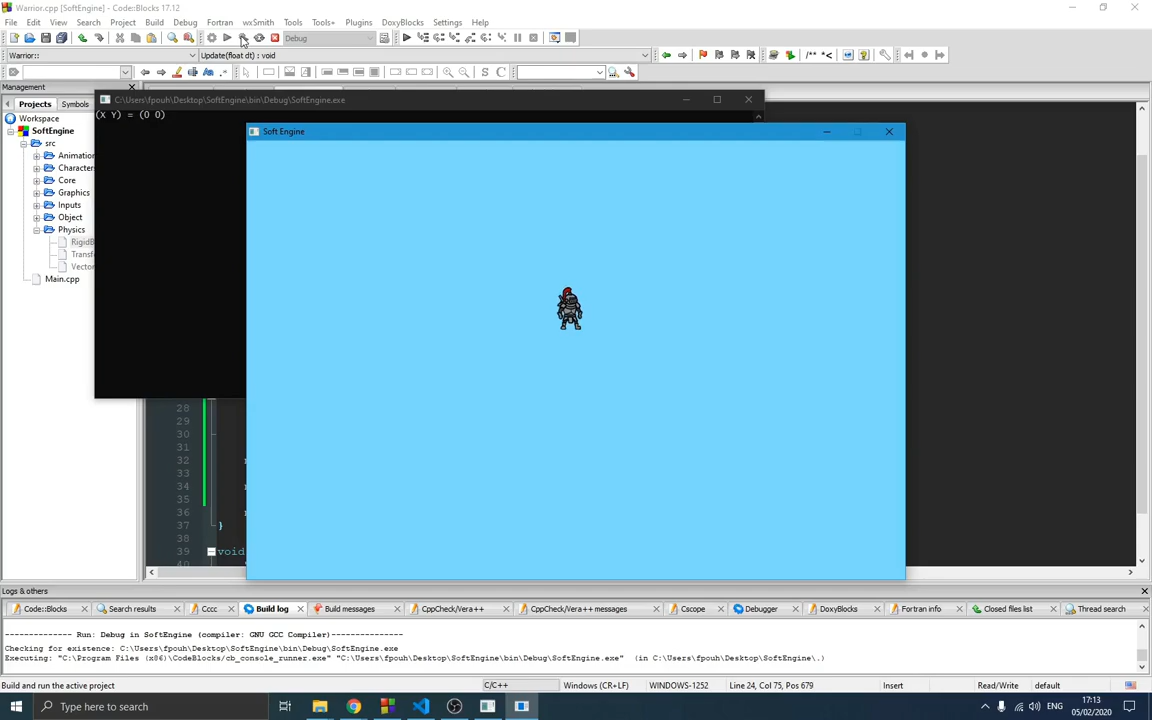 Warrior.cpp [SoftEngine] - Code::Blocks 17.12
File Edit View Search Project Build Debug Fortran wxSmith Tools Tools+ Plugins DoxyBlocks Settings Help
Debug
Warrior:: Update(float dt) : void
/** *<
S C
Management
Projects Symbols
Workspace
SoftEngine
src
Animation
Characters
Core
Graphics
Inputs
Object
Physics
RigidB
Transf
Vector
Main.cpp
C:\Users\fpouh\Desktop\SoftEngine\bin\Debug\SoftEngine.exe
(X Y) = (0 0)
Soft Engine
28
29
30
31
32
33
34
35
36
37 }
38
39 void
40
Logs & others
Code::Blocks Search results Cccc Build log Build messages CppCheck/Vera++ CppCheck/Vera++ messages Cscope Debugger DoxyBlocks Fortran info Closed files list Thread search
-------------- Run: Debug in SoftEngine (compiler: GNU GCC Compiler)---------------
Checking for existence: C:\Users\fpouh\Desktop\SoftEngine\bin\Debug\SoftEngine.exe
Executing: "C:\Program Files (x86)\CodeBlocks/cb_console_runner.exe" "C:\Users\fpouh\Desktop\SoftEngine\bin\Debug\SoftEngine.exe" (in C:\Users\fpouh\Desktop\SoftEngine\.)
Build and run the active project C/C++ Windows (CR+LF) WINDOWS-1252 Line 24, Col 75, Pos 679 Insert Read/Write default
Type here to search ENG 17:13
05/02/2020